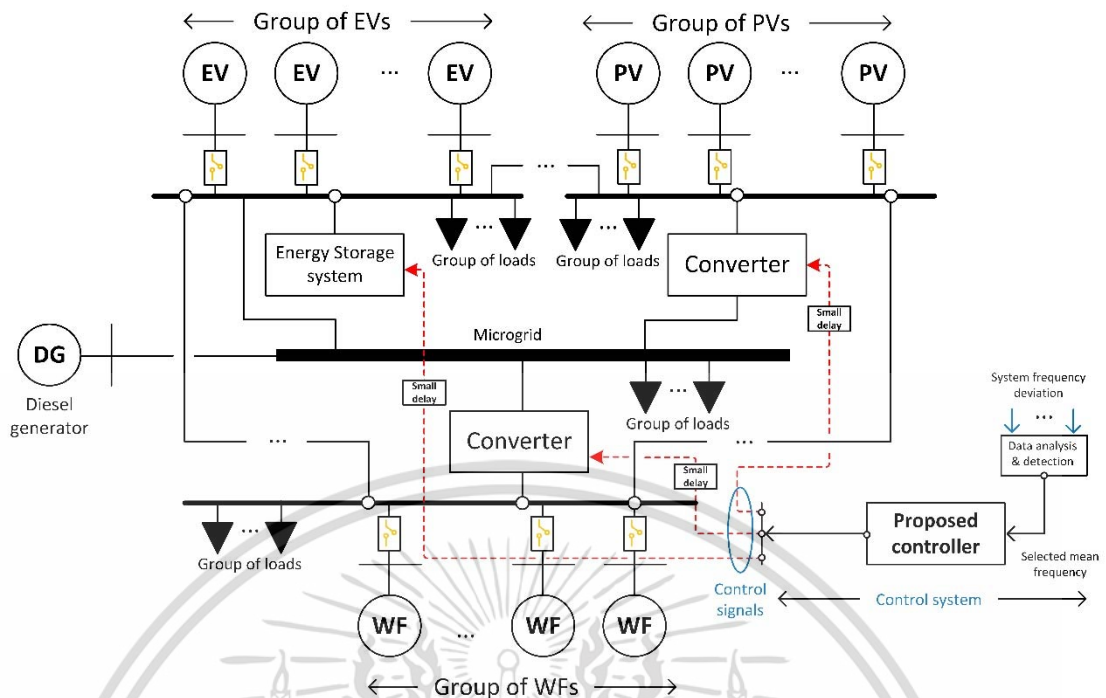 Group of EVs
Group of PVs
EV
EV
...
EV
PV
PV
...
PV
...
...
...
Energy Storage
system
Group of loads
Group of loads
Converter
Small
delay
Microgrid
DG
Diesel
generator
Small
delay
...
Group of loads
System frequency
deviation
...
Data analysis
& detection
...
Converter
...
Small
delay
...
Group of loads
Proposed
controller
Selected mean
frequency
Control
signals
Control system
WF
...
WF
WF
Group of WFs